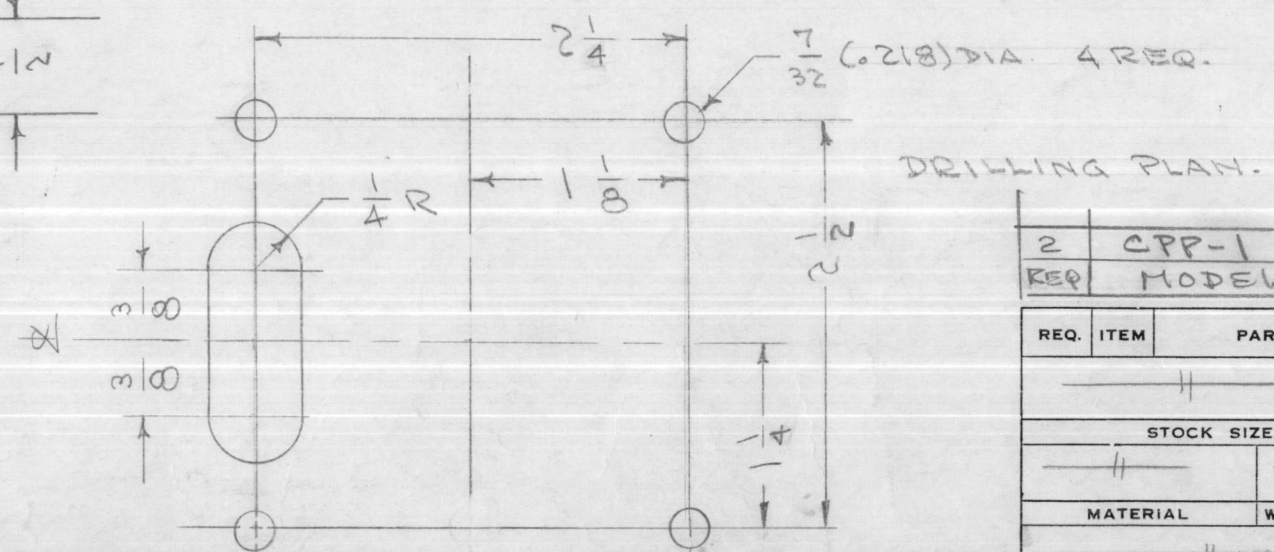 2 1/4
7/32 (.218) DIA. 4 REQ.
1/2
1 1/8
DRILLING PLAN.
1/4 R
2 1/2
2 CPP-1
REQ MODEL
3/8
REQ. ITEM PAR
3/8
"
1 1/4
STOCK SIZE
"
MATERIAL W
"